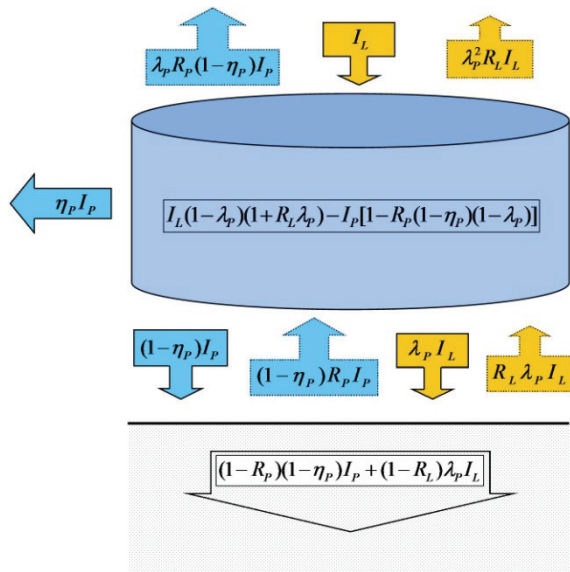 λ_P R_P (1−η_P) I_P
I_L
λ_P^2 R_L I_L
η_P I_P
I_L (1−λ_P)(1+R_L λ_P)−I_P [1−R_P (1−η_P)(1−λ_P)]
(1−η_P) I_P
(1−η_P) R_P I_P
λ_P I_L
R_L λ_P I_L
(1−R_P)(1−η_P) I_P + (1−R_L) λ_P I_L